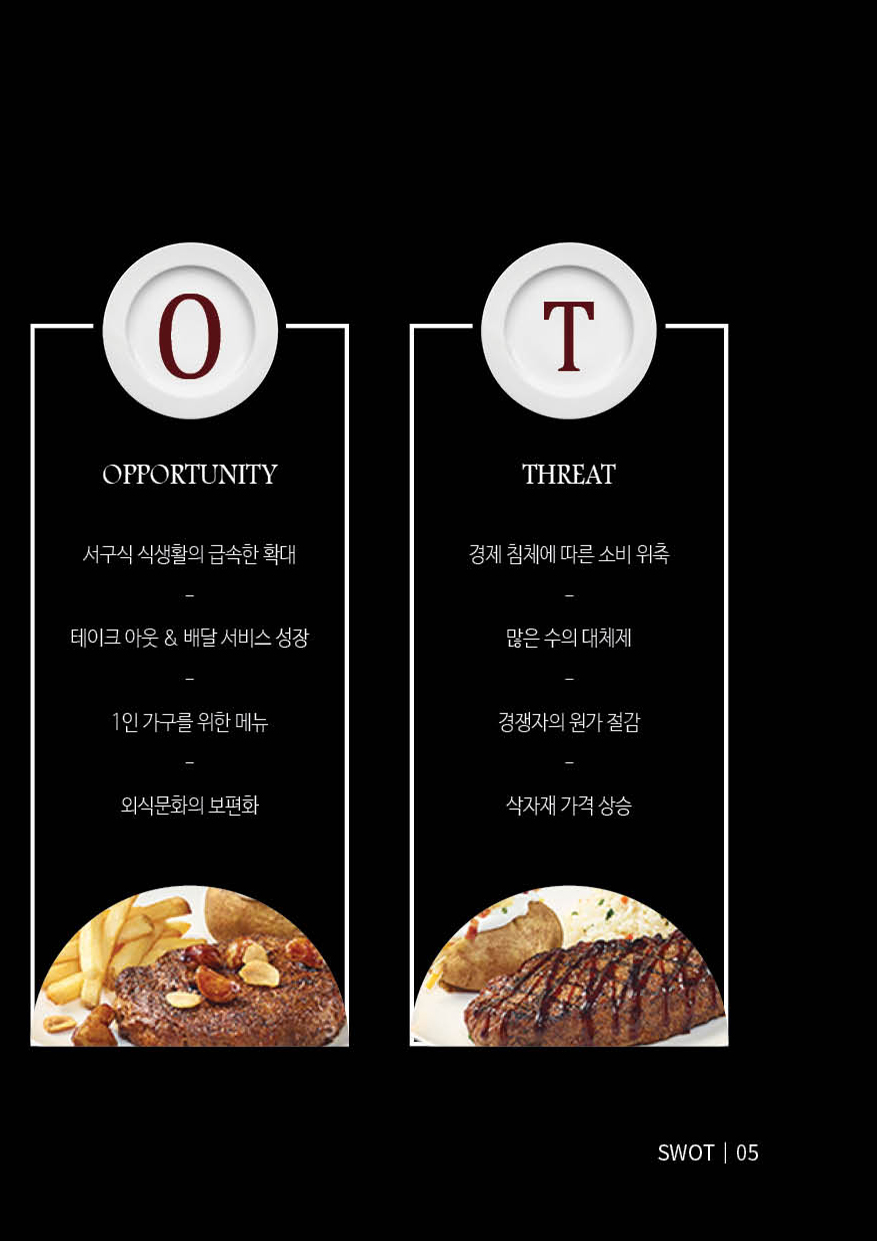 O
OPPORTUNITY
서구식 식생활의 급속한 확대
–
테이크 아웃 & 배달 서비스 성장
–
1인 가구를 위한 메뉴
–
외식문화의 보편화
T
THREAT
경제 침체에 따른 소비 위축
–
많은 수의 대체제
–
경쟁자의 원가 절감
–
삭자재 가격 상승
SWOT | 05